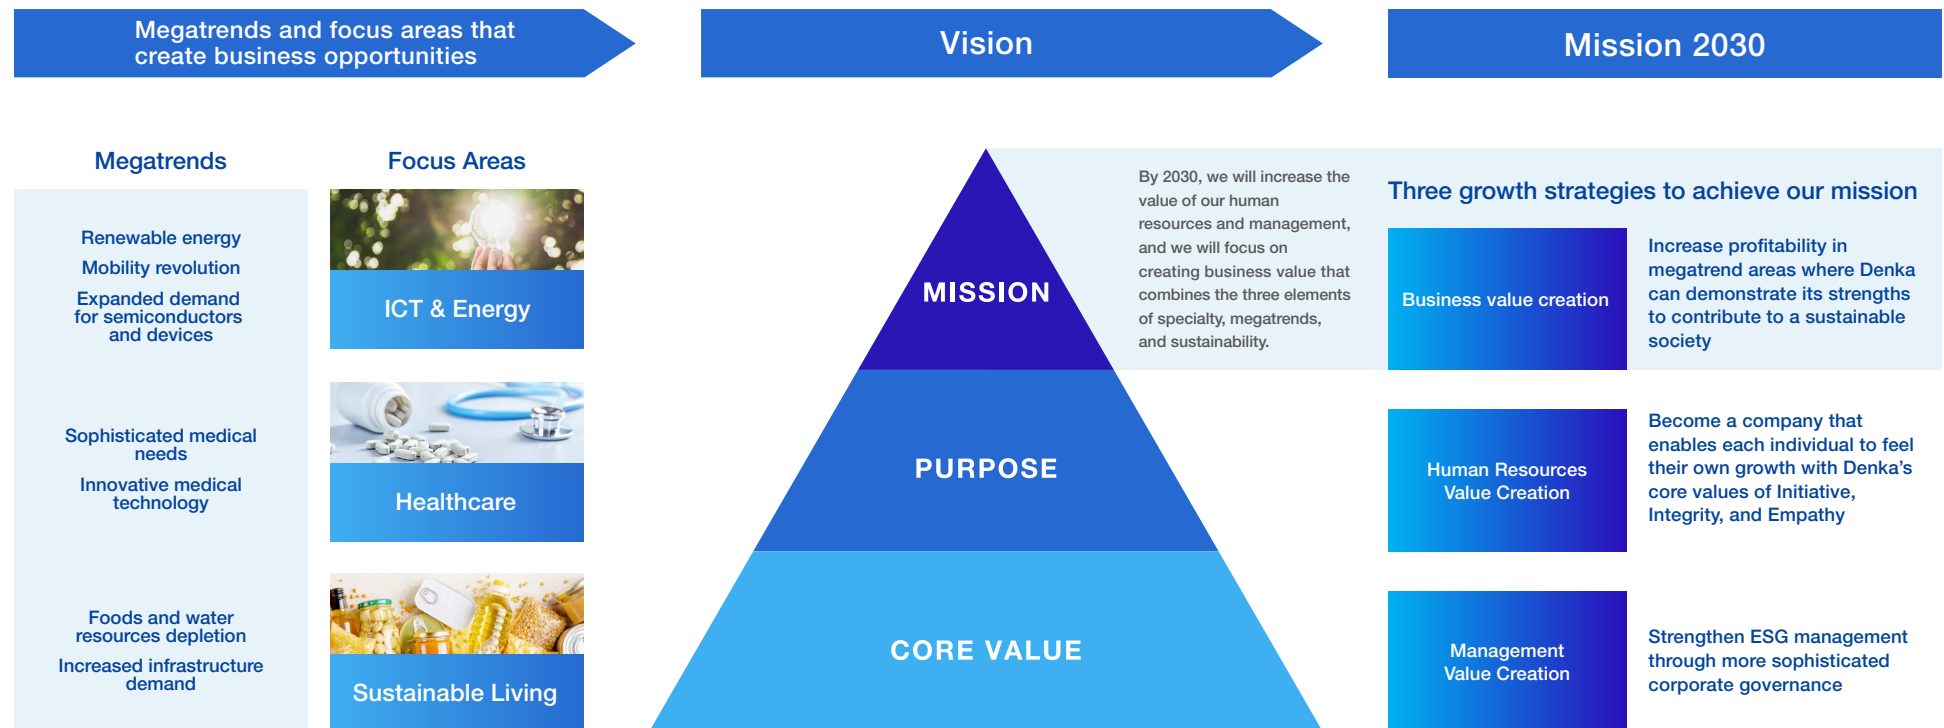 Megatrends and focus areas that
create business opportunities
Vision
Mission 2030
Megatrends
Renewable energy
Mobility revolution
Expanded demand
for semiconductors
and devices
Sophisticated medical
needs
Innovative medical
technology
Foods and water
resources depletion
Increased infrastructure
demand
Focus Areas
ICT & Energy
Healthcare
Sustainable Living
MISSION
PURPOSE
CORE VALUE
By 2030, we will increase the
value of our human
resources and management,
and we will focus on
creating business value that
combines the three elements
of specialty, megatrends,
and sustainability.
Three growth strategies to achieve our mission
Business value creation
Increase profitability in
megatrend areas where Denka
can demonstrate its strengths
to contribute to a sustainable
society
Human Resources
Value Creation
Become a company that
enables each individual to feel
their own growth with Denka’s
core values of Initiative,
Integrity, and Empathy
Management
Value Creation
Strengthen ESG management
through more sophisticated
corporate governance